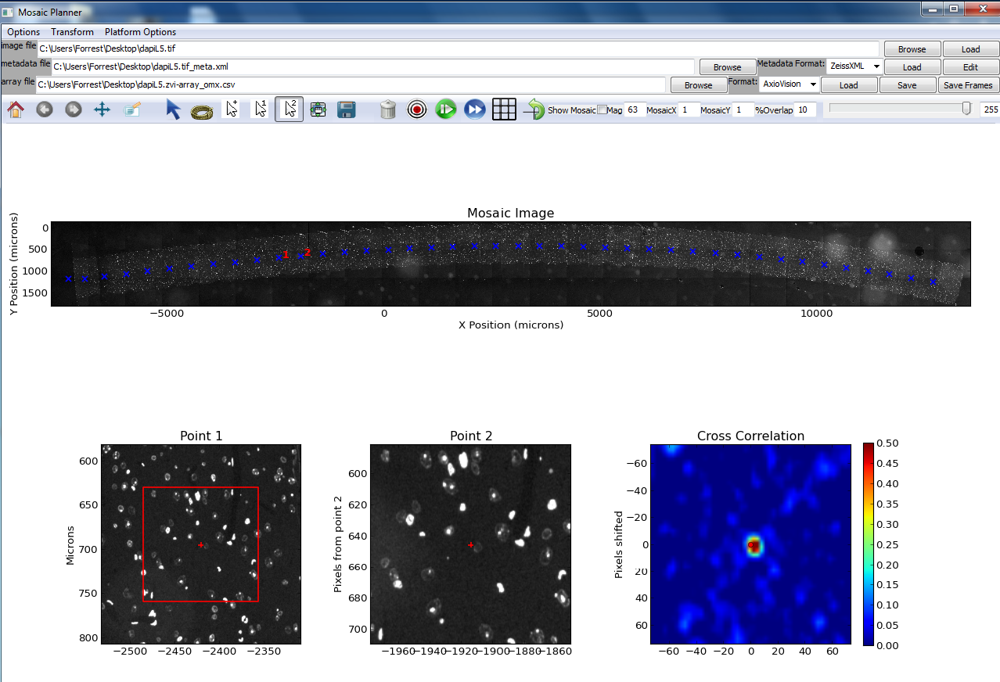 Mosaic Planner
Options Transform Platform Options
image file C:\Users\Forrest\Desktop\dapiL5.tif Browse Load
metadata file C:\Users\Forrest\Desktop\dapiL5.tif_meta.xml Browse Metadata Format: ZeissXML Load Edit
array file C:\Users\Forrest\Desktop\dapiL5.zvi-array_omx.csv Browse Format: AxioVision Load Save Save Frames
+ 1 2 Show Mosaic Mag 63 MosaicX 1 MosaicY 1 %Overlap 10 255
Mosaic Image
Y Position (microns)
0
500
1000
1500
1 2
−5000 0 5000 10000
X Position (microns)
Point 1
Microns
600
650
700
750
800
−2500 −2450 −2400 −2350
Point 2
Pixels from point 2
600
620
640
660
680
700
−1960 −1940 −1920 −1900 −1880 −1860
Cross Correlation
Pixels shifted
−60
−40
−20
0
20
40
60
−60 −40 −20 0 20 40 60
0.50
0.45
0.40
0.35
0.30
0.25
0.20
0.15
0.10
0.05
0.00